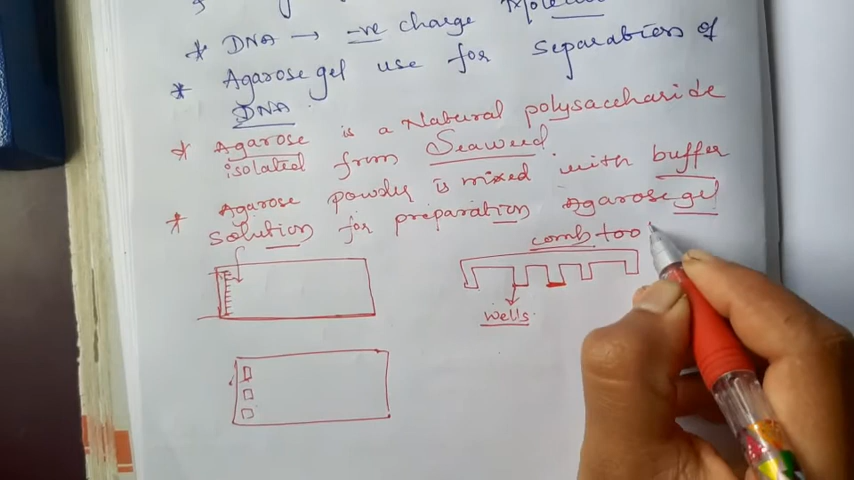 * DNA → -ve charge Molecule
* Agarose gel use for separation of
DNA
* Agarose is a Natural polysaccharide
isolated from Seaweed
* Agarose powder is mixed with buffer
solution for preparation Agarose gel
comb too
wells